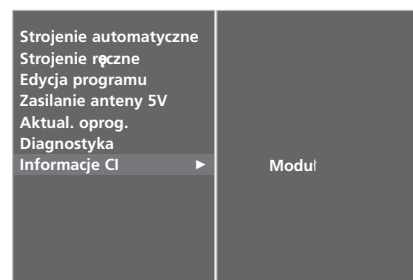 Strojenie automatyczne
Strojenie ręczne
Edycja programu
Zasilanie anteny 5V
Aktual. oprog.
Diagnostyka
Informacje CI ►
Moduł